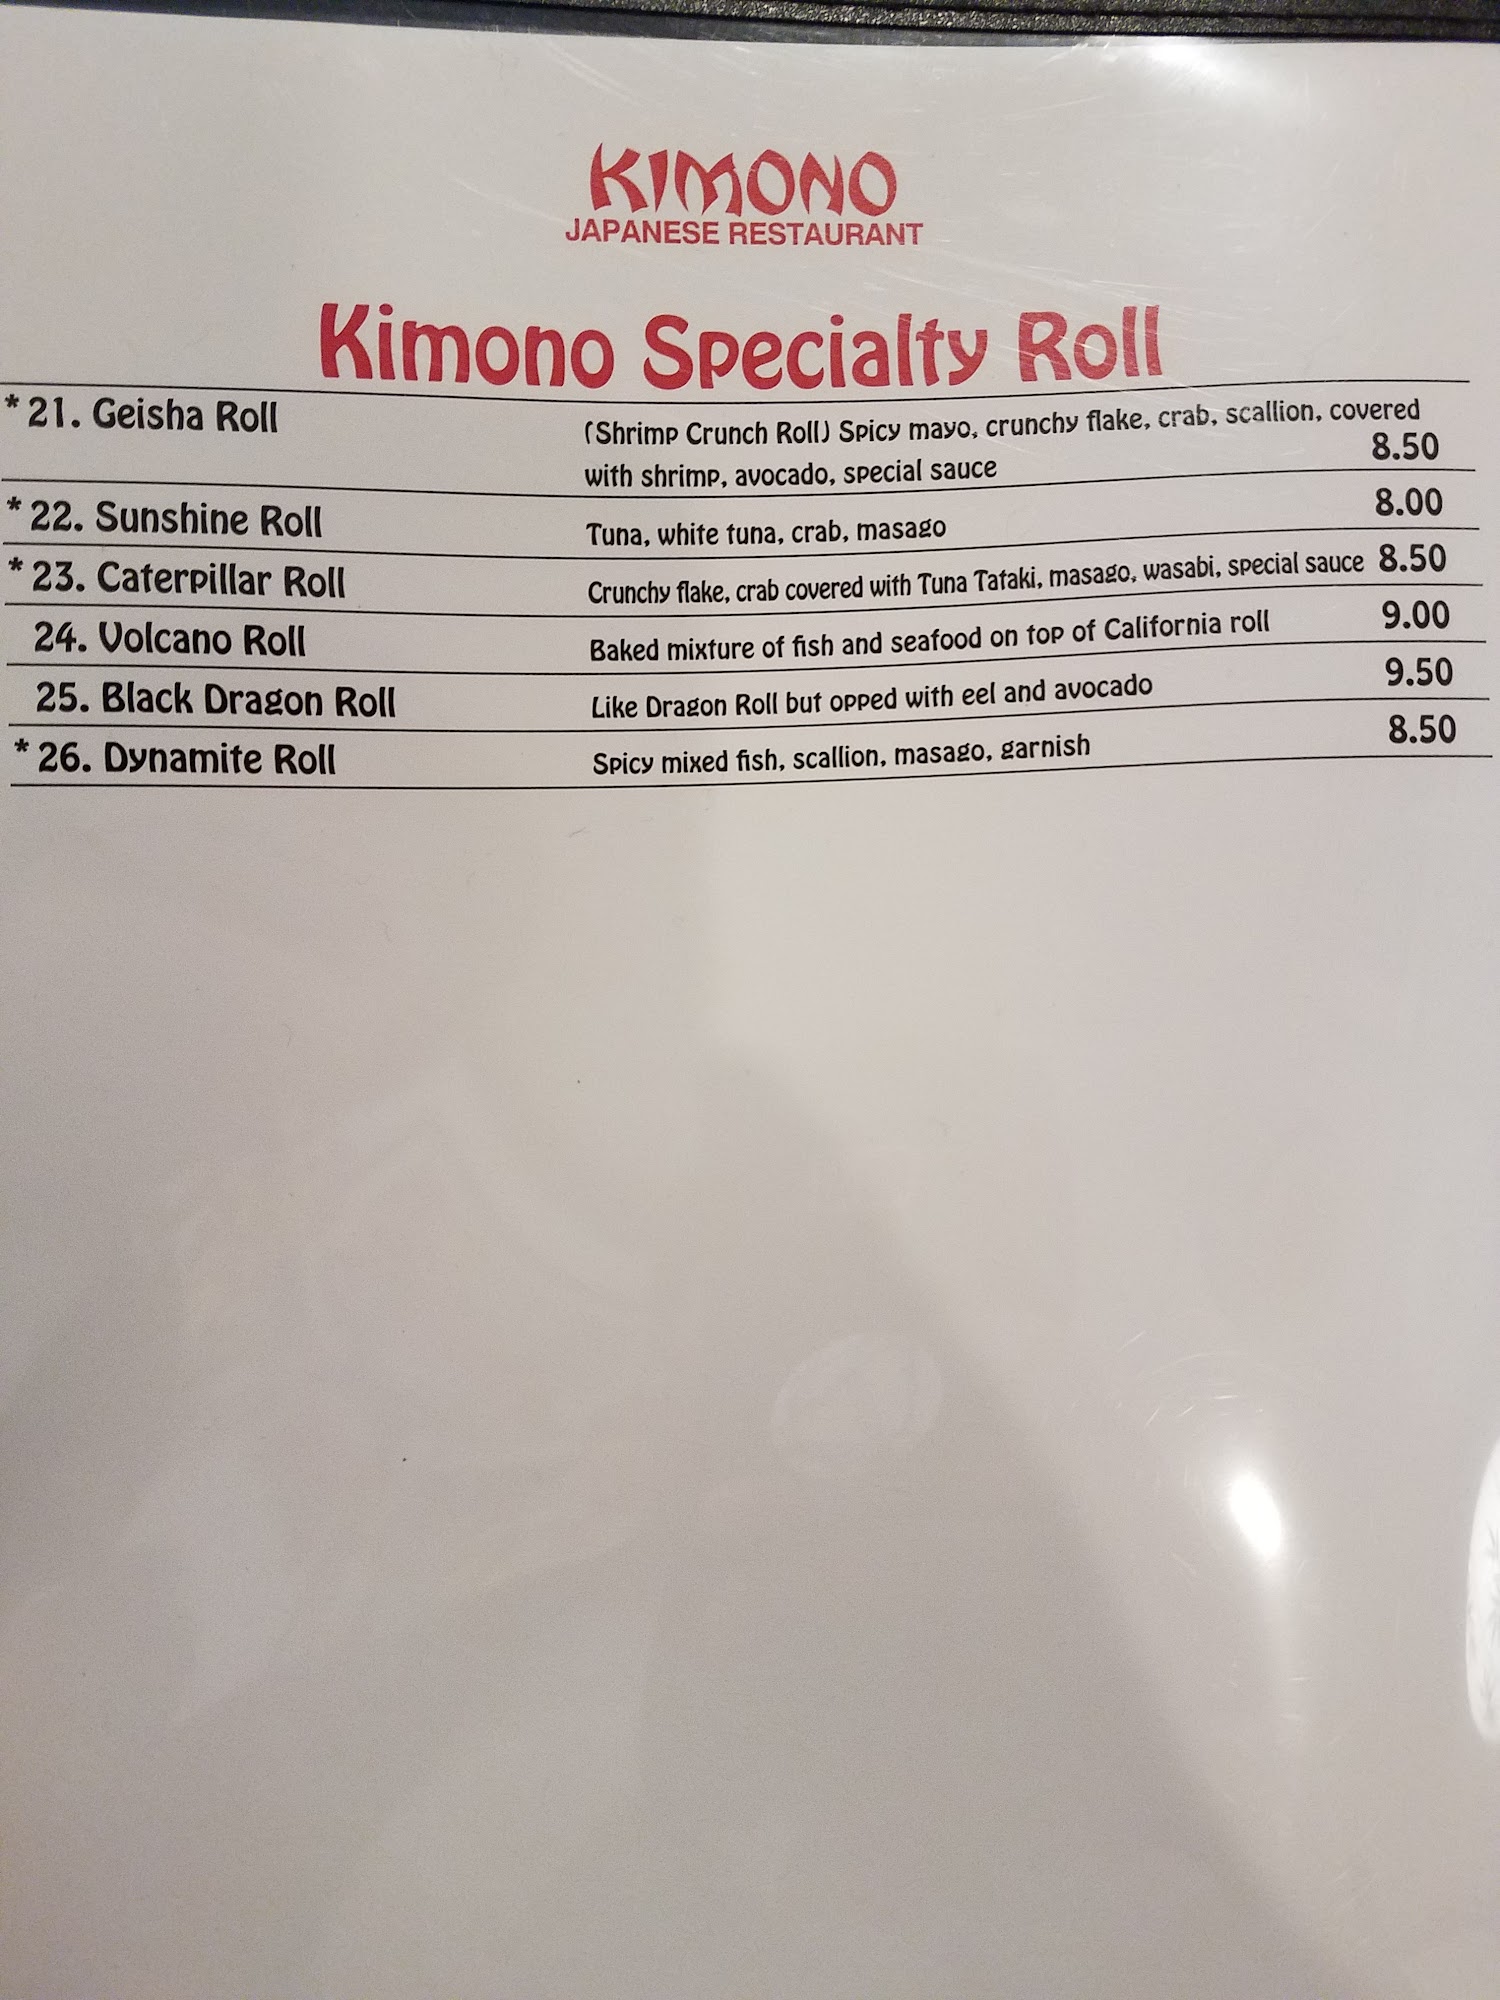 KIMONO
JAPANESE RESTAURANT
Kimono Specialty Roll
* 21. Geisha Roll (Shrimp Crunch Roll) Spicy mayo, crunchy flake, crab, scallion, covered
with shrimp, avocado, special sauce 8.50
* 22. Sunshine Roll Tuna, white tuna, crab, masago 8.00
* 23. Caterpillar Roll Crunchy flake, crab covered with Tuna Tataki, masago, wasabi, special sauce 8.50
24. Volcano Roll Baked mixture of fish and seafood on top of California roll 9.00
25. Black Dragon Roll Like Dragon Roll but opped with eel and avocado 9.50
* 26. Dynamite Roll Spicy mixed fish, scallion, masago, garnish 8.50